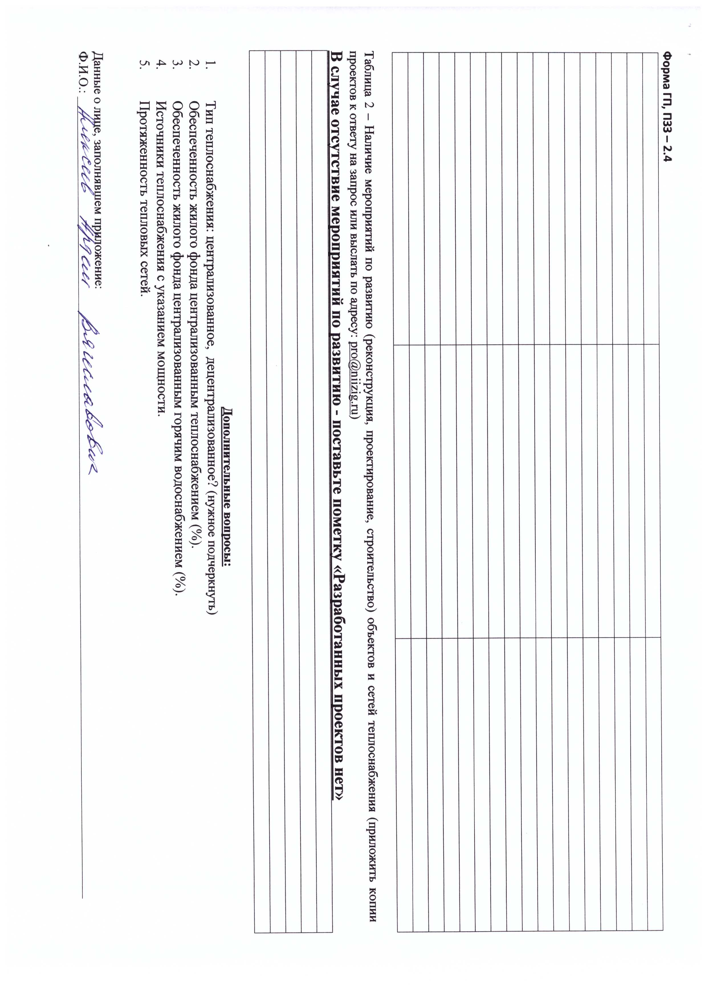 Форма ГП, ПЗЗ – 2.4
Таблица 2 – Наличие мероприятий по развитию (реконструкция, проектирование, строительство) объектов и сетей теплоснабжения (приложить копии
проектов к ответу на запрос или выслать по адресу: pro@niizig.ru)
В случае отсутствие мероприятий по развитию - поставьте пометку «Разработанных проектов нет»
Дополнительные вопросы:
1. Тип теплоснабжения: централизованное, децентрализованное? (нужное подчеркнуть)
2. Обеспеченность жилого фонда централизованным теплоснабжением (%).
3. Обеспеченность жилого фонда централизованным горячим водоснабжением (%).
4. Источники теплоснабжения с указанием мощности.
5. Протяженность тепловых сетей.
Данные о лице, заполнявшем приложение:
Ф.И.О.: Вячеславович